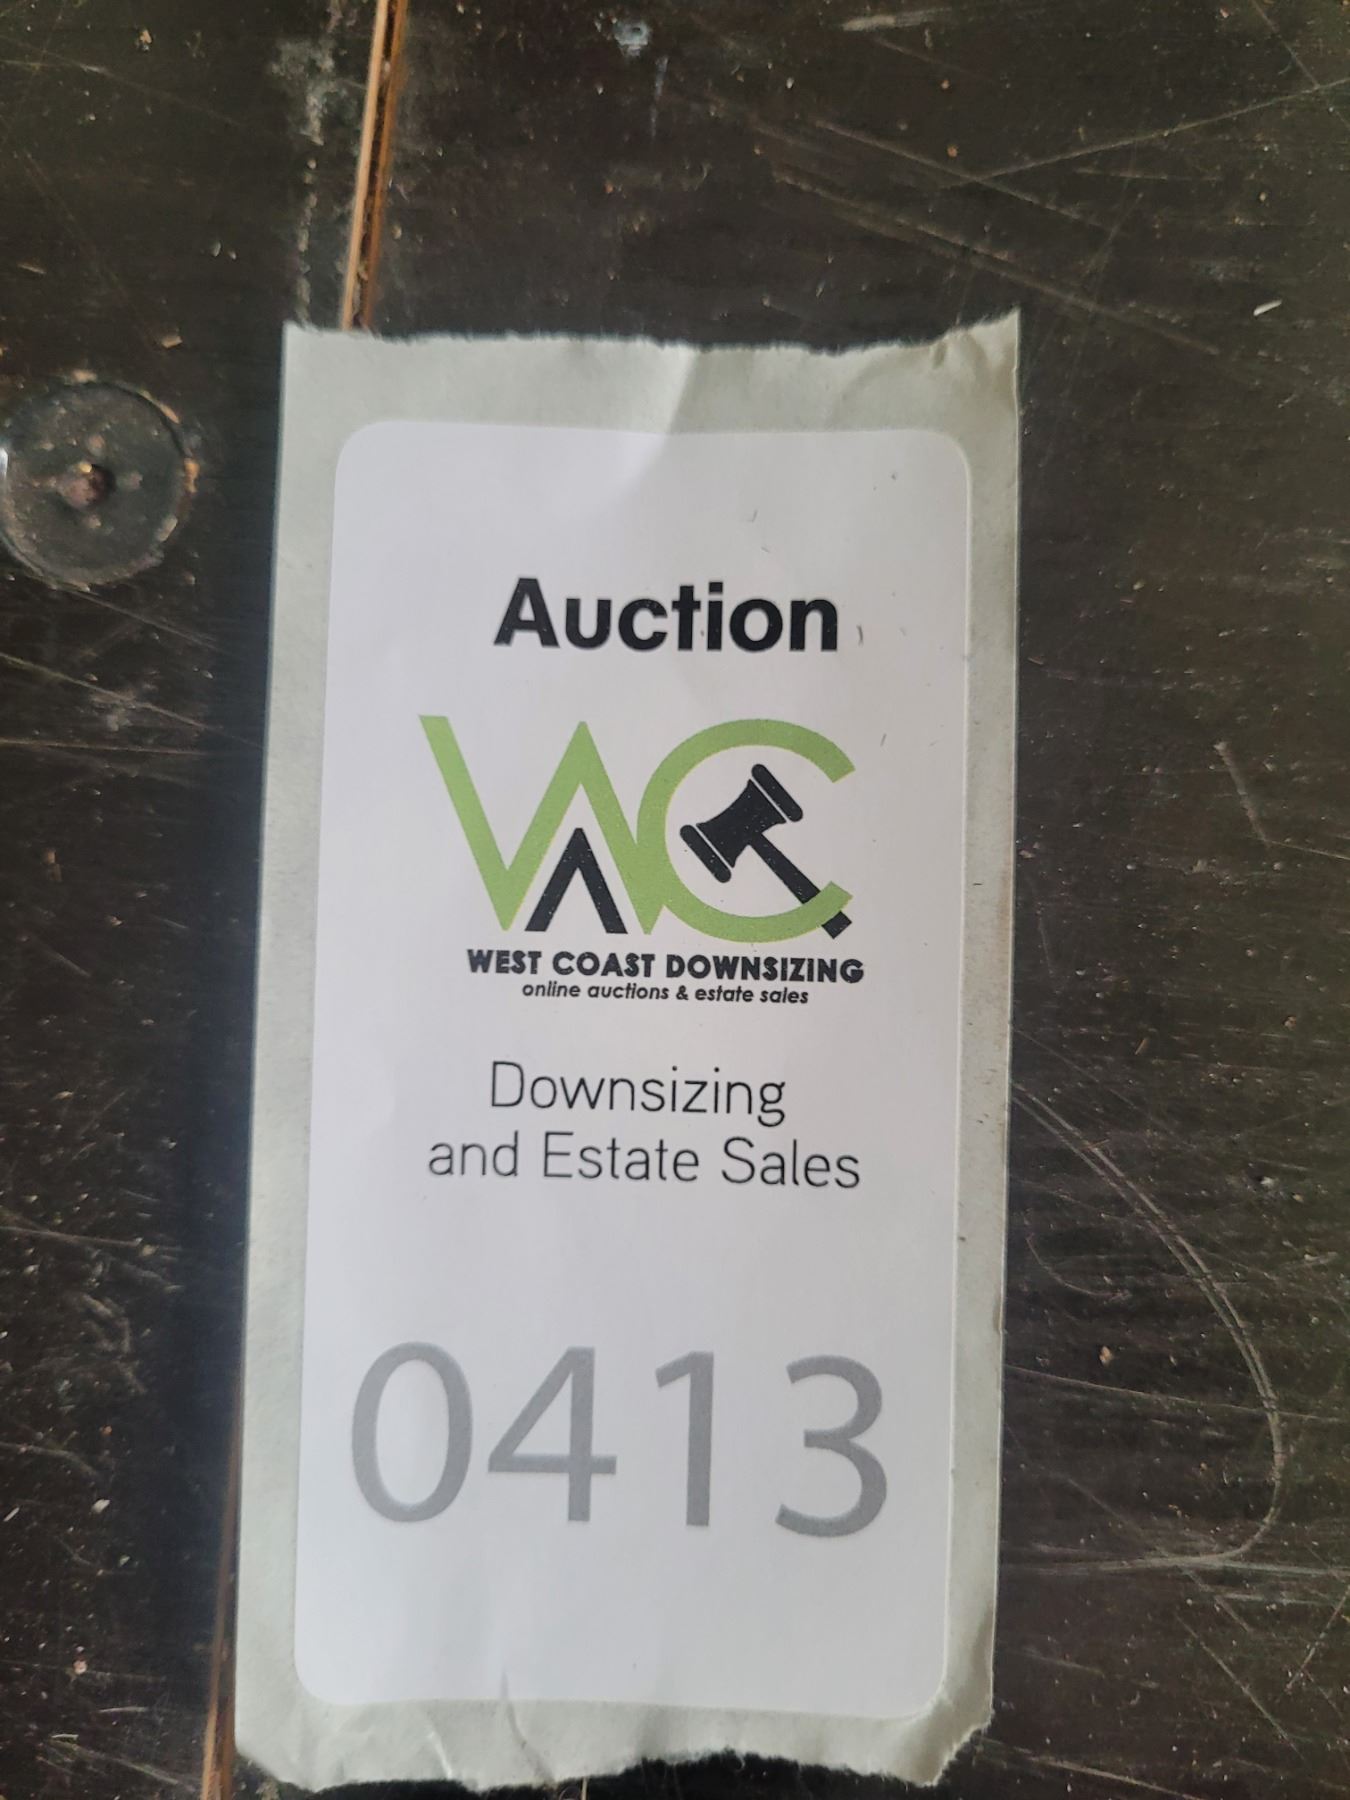 Auction
WC
WEST COAST DOWNSIZING
online auctions & estate sales
Downsizing
and Estate Sales
0413